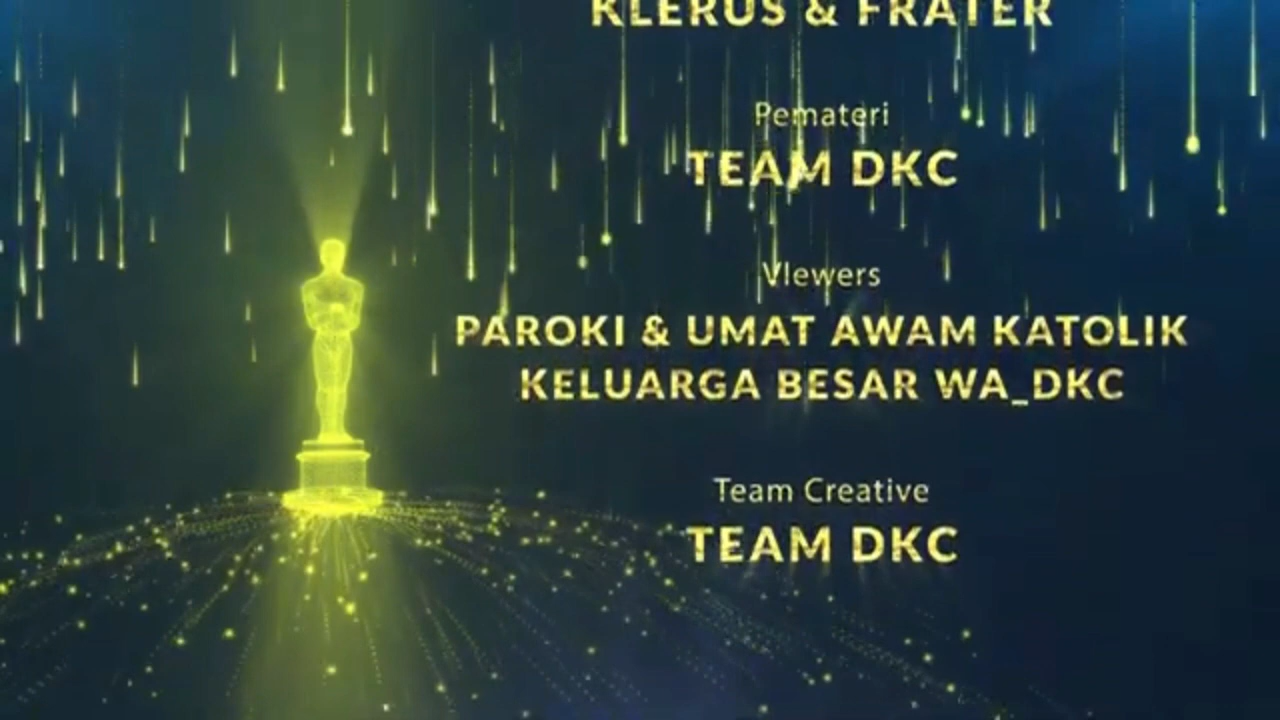 KLERUS & FRATER
Pemateri
TEAM DKC
VIewers
PAROKI & UMAT AWAM KATOLIK
KELUARGA BESAR WA_DKC
Team Creative
TEAM DKC